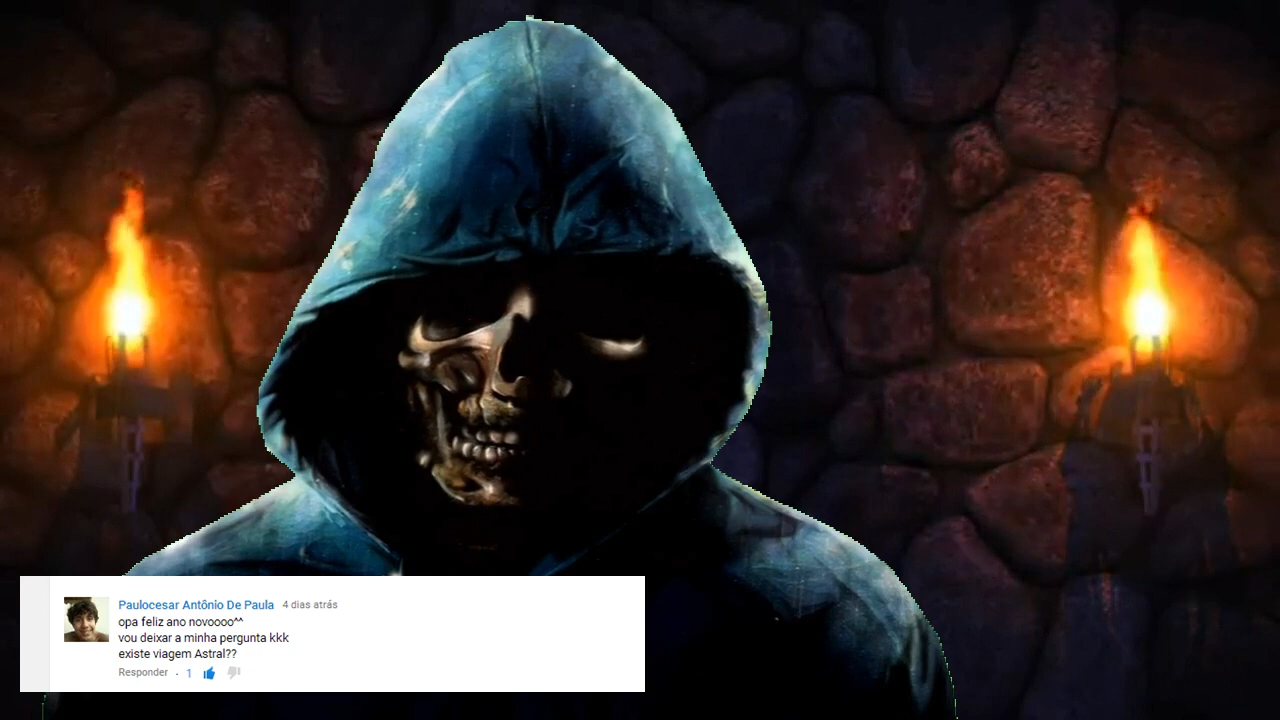 Paulocesar Antônio De Paula 4 dias atrás
opa feliz ano novoooo^^
vou deixar a minha pergunta kkk
existe viagem Astral??
Responder · 1